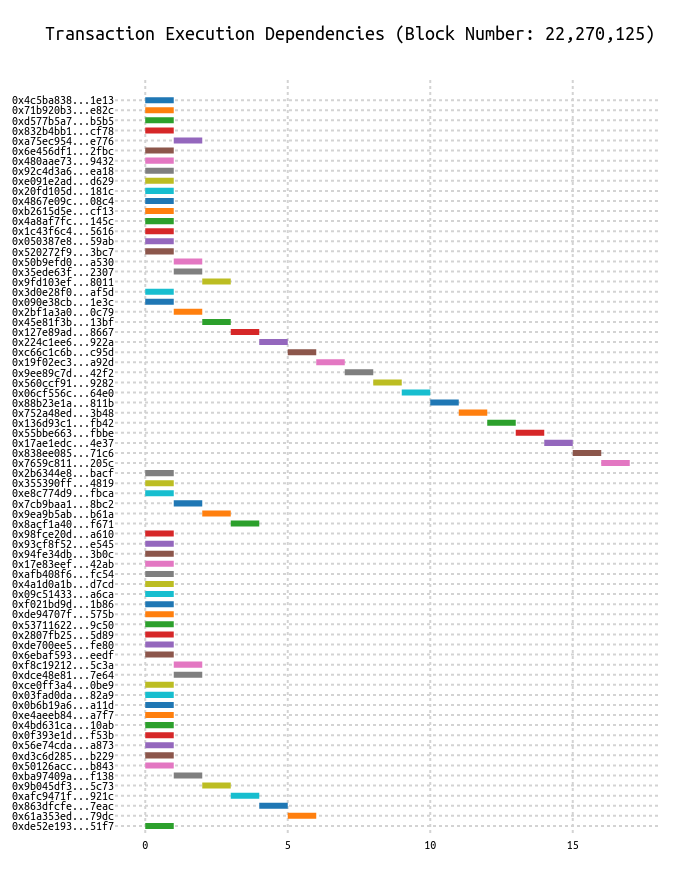 Transaction Execution Dependencies (Block Number: 22,270,125)
0x4c5ba838...1e13
0x71b920b3...e82c
0xd577b5a7...b5b5
0x832b4bb1...cf78
0xa75ec954...e776
0x6e456df1...2fbc
0x480aae73...9432
0x92c4d3a6...ea18
0xe091e2ad...d629
0x20fd105d...181c
0x4867e09c...08c4
0xb2615d5e...cf13
0x4a8af7fc...145c
0x1c43f6c4...5616
0x050387e8...59ab
0x520272f9...3bc7
0x50b9efd0...a530
0x35ede63f...2307
0x9fd103ef...8011
0x3d0e28f0...af5d
0x090e38cb...1e3c
0x2bf1a3a0...0c79
0x45e81f3b...13bf
0x127e89ad...8667
0x224c1ee6...922a
0xc66c1c6b...c95d
0x19f02ec3...a92d
0x9ee89c7d...42f2
0x560ccf91...9282
0x06cf556c...64e0
0x88b23e1a...811b
0x752a48ed...3b48
0x136d93c1...fb42
0x55bbe663...fbbe
0x17ae1edc...4e37
0x838ee085...71c6
0x7659c811...205c
0x2b6344e8...bacf
0x355390ff...4819
0xe8c774d9...fbca
0x7cb9baa1...8bc2
0x9ea9b5ab...b61a
0x8acf1a40...f671
0x98fce20d...a610
0x93cf8f52...e545
0x94fe34db...3b0c
0x17e83eef...42ab
0xafb408f6...fc54
0x4a1d0a1b...d7cd
0x09c51433...a6ca
0xf021bd9d...1b86
0xde94707f...575b
0x53711622...9c50
0x2807fb25...5d89
0xde700ee5...fe80
0x6ebaf593...eedf
0xf8c19212...5c3a
0xdce48e81...7e64
0xce0ff3a4...0be9
0x03fad0da...82a9
0x0b6b19a6...a11d
0xe4aeeb84...a7f7
0x4bd631ca...10ab
0x0f393e1d...f53b
0x56e74cda...a873
0xd3c6d285...b229
0x50126acc...b843
0xba97409a...f138
0x9b045df3...5c73
0xafc9471f...921c
0x863dfcfe...7eac
0x61a353ed...79dc
0xde52e193...51f7
0 5 10 15